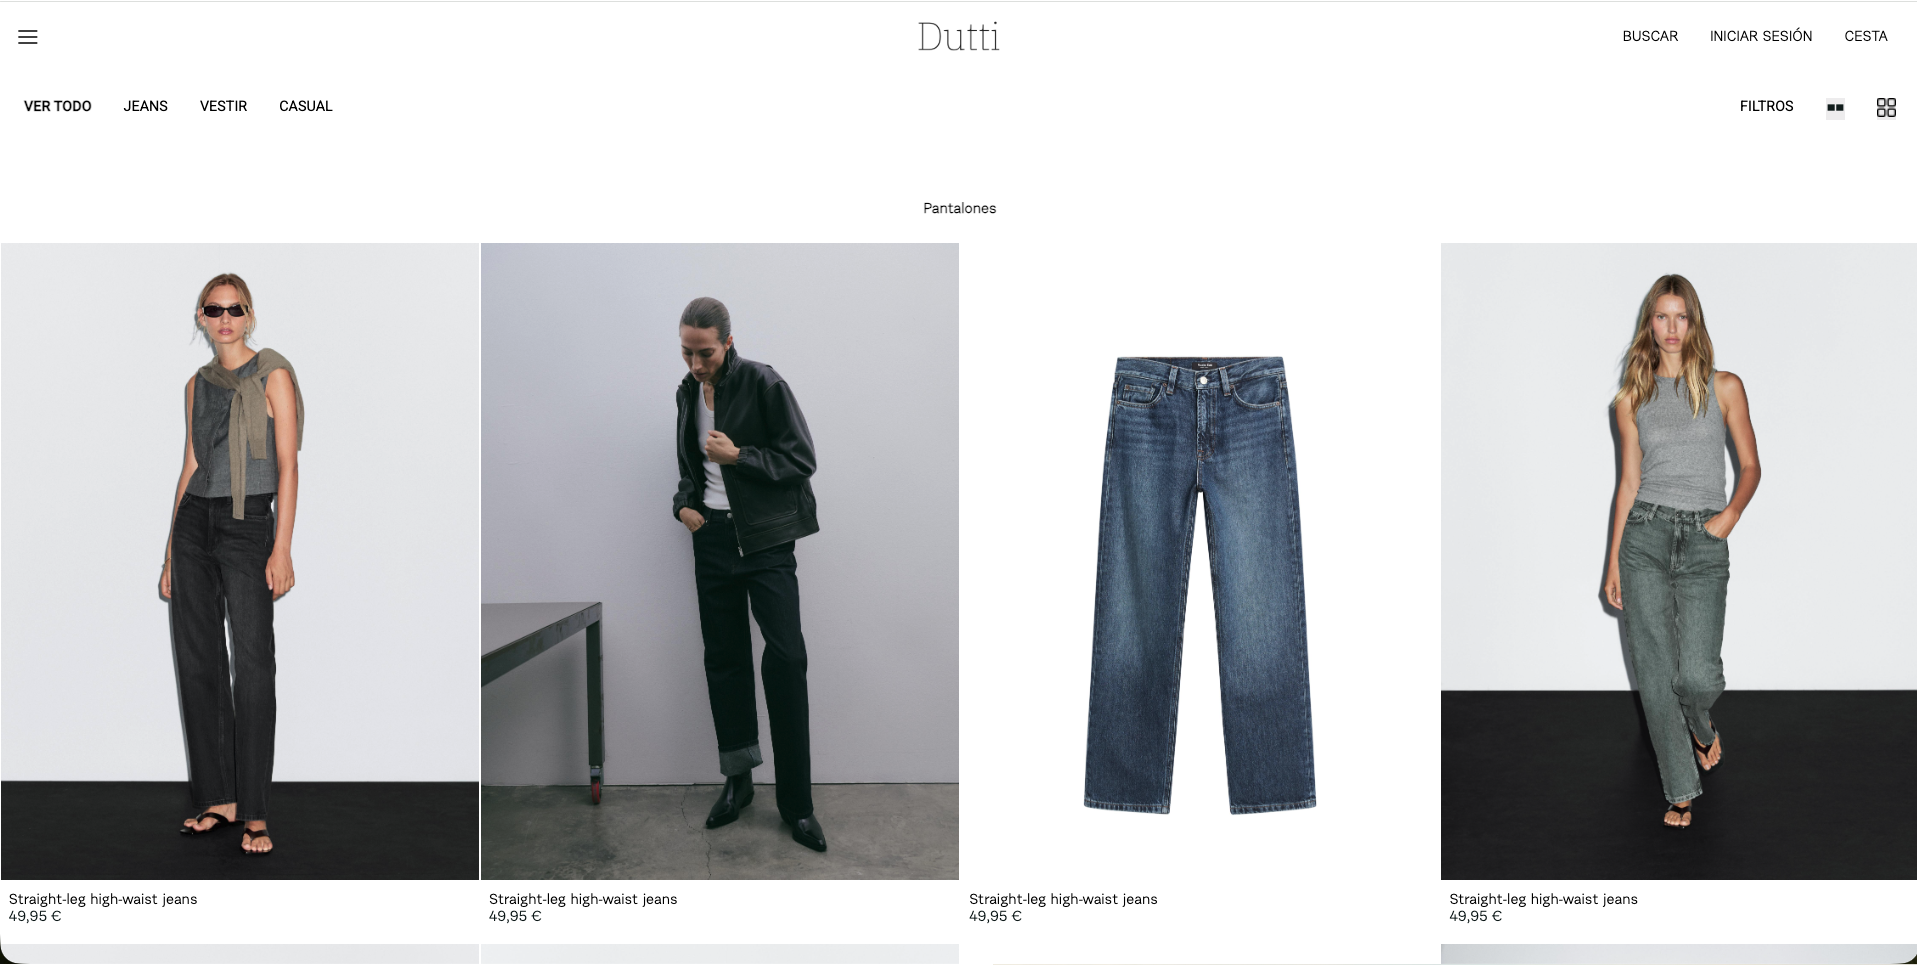 Dutti
BUSCAR INICIAR SESIÓN CESTA
VER TODO JEANS VESTIR CASUAL
FILTROS
Pantalones
Straight-leg high-waist jeans
49,95 €
Straight-leg high-waist jeans
49,95 €
Straight-leg high-waist jeans
49,95 €
Straight-leg high-waist jeans
49,95 €